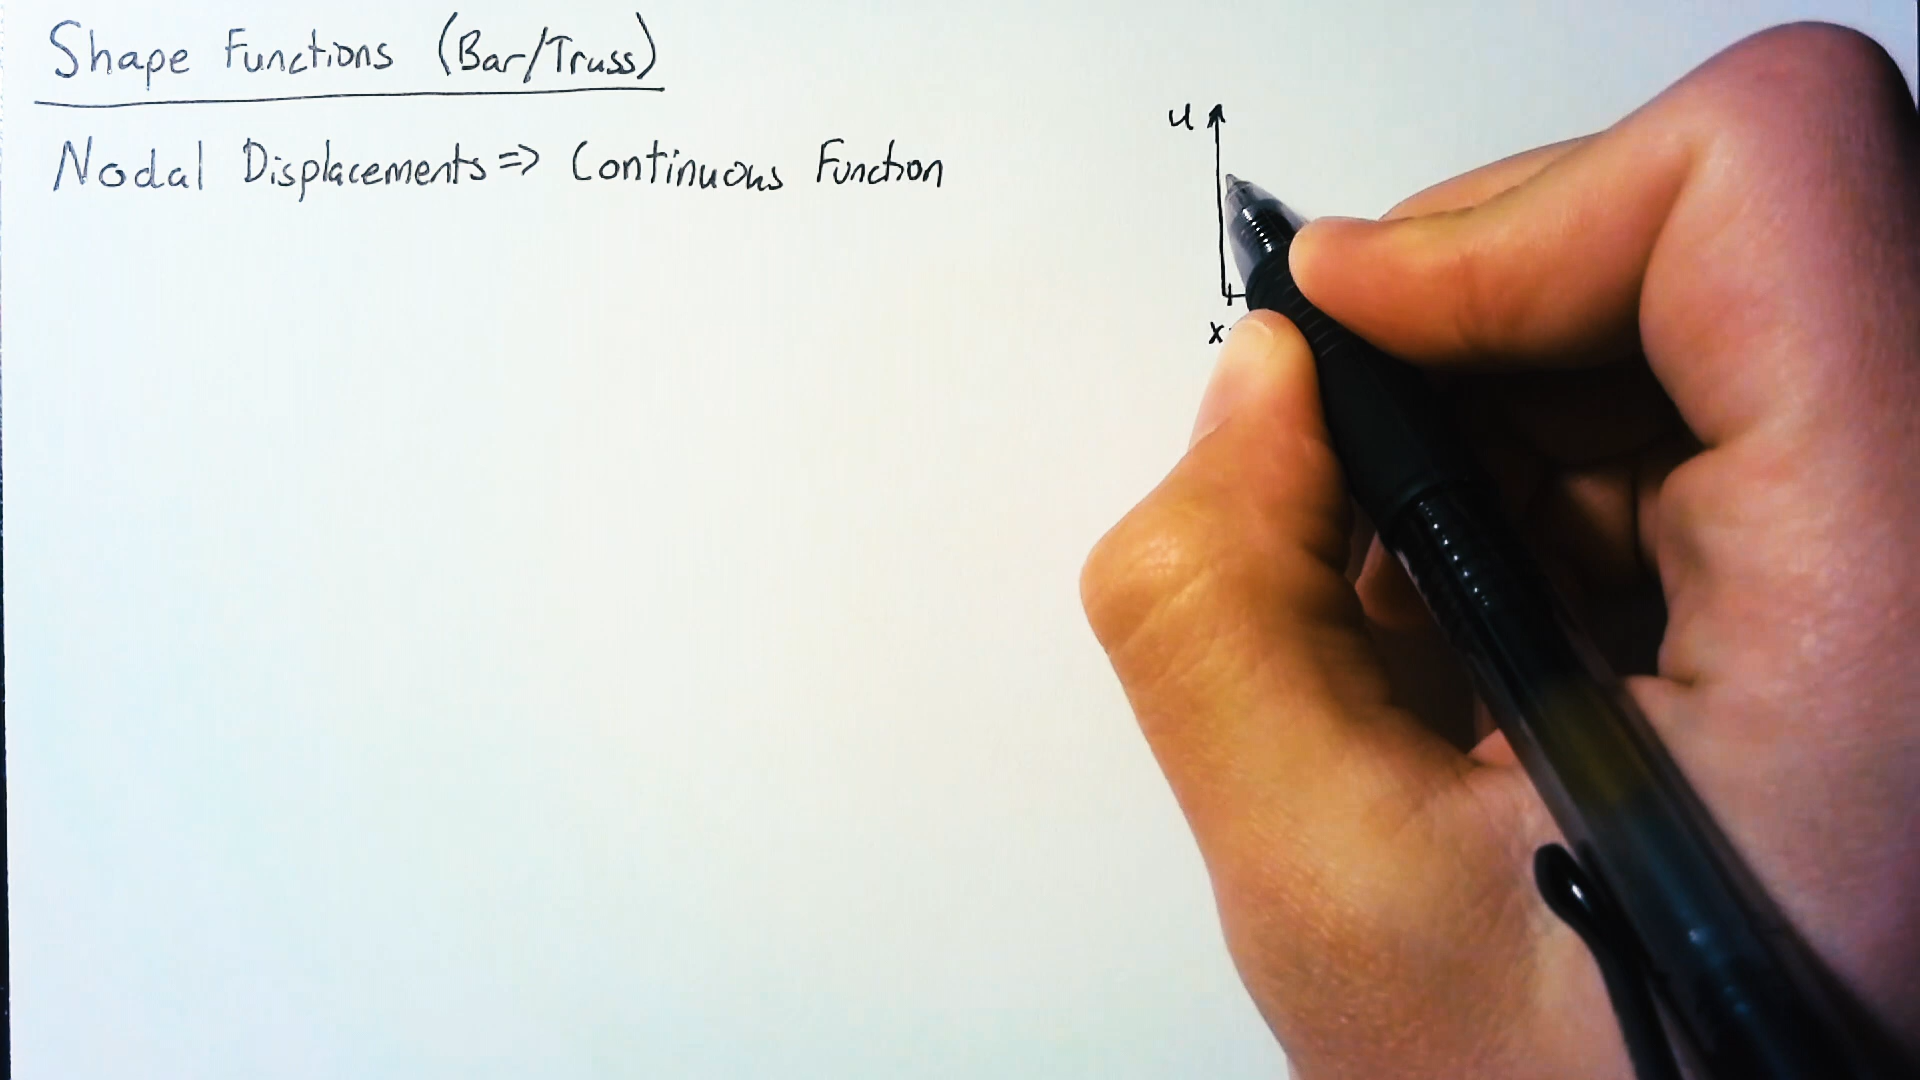 Shape Functions (Bar/Truss)
Nodal Displacements => Continuous Function
u
x